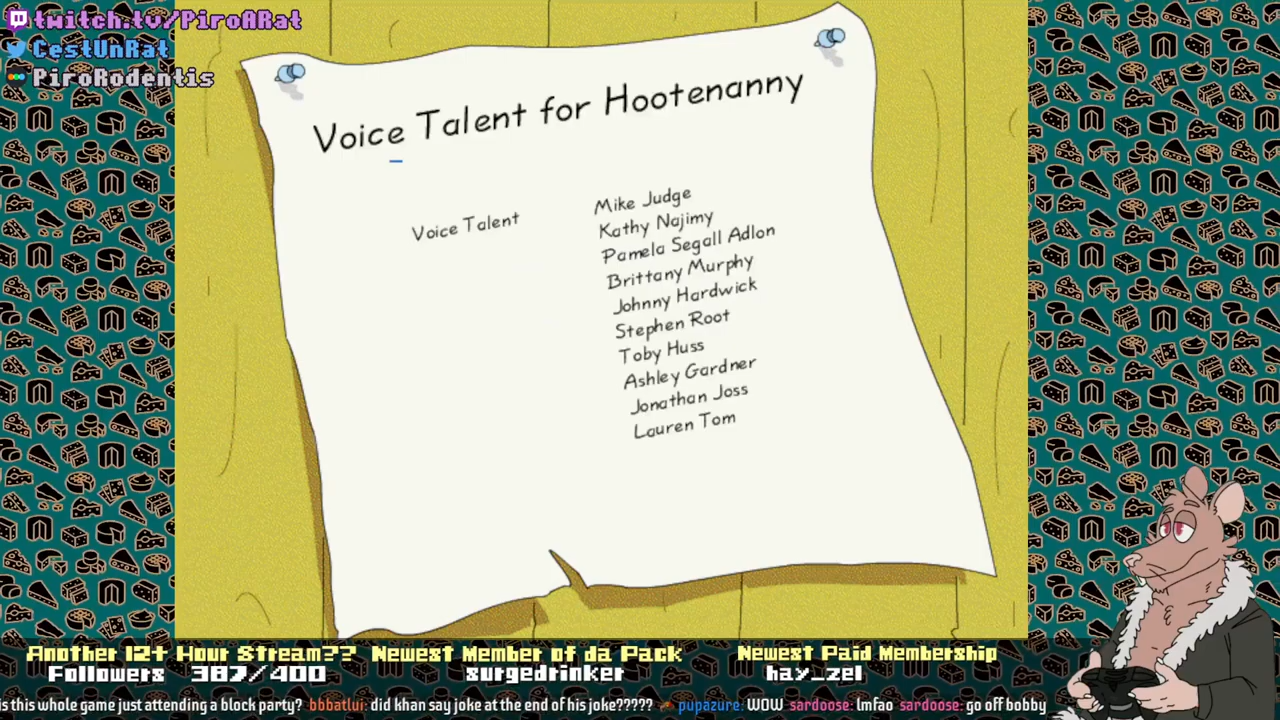 twitch.tv/PiroARat
CestUnRat
PiroRodentis
Voice Talent for Hootenanny
Voice Talent
Mike Judge
Kathy Najimy
Pamela Segall Adlon
Brittany Murphy
Johnny Hardwick
Stephen Root
Toby Huss
Ashley Gardner
Jonathan Joss
Lauren Tom
Another 12+ Hour Stream?? Newest Member of da Pack Newest Paid Membership
Followers 387/400 surgedrinker hay_zel
is this whole game just attending a block party? bbbatlui: did khan say joke at the end of his joke????? pupazure: WOW sardoose: lmfao sardoose: go off bobby